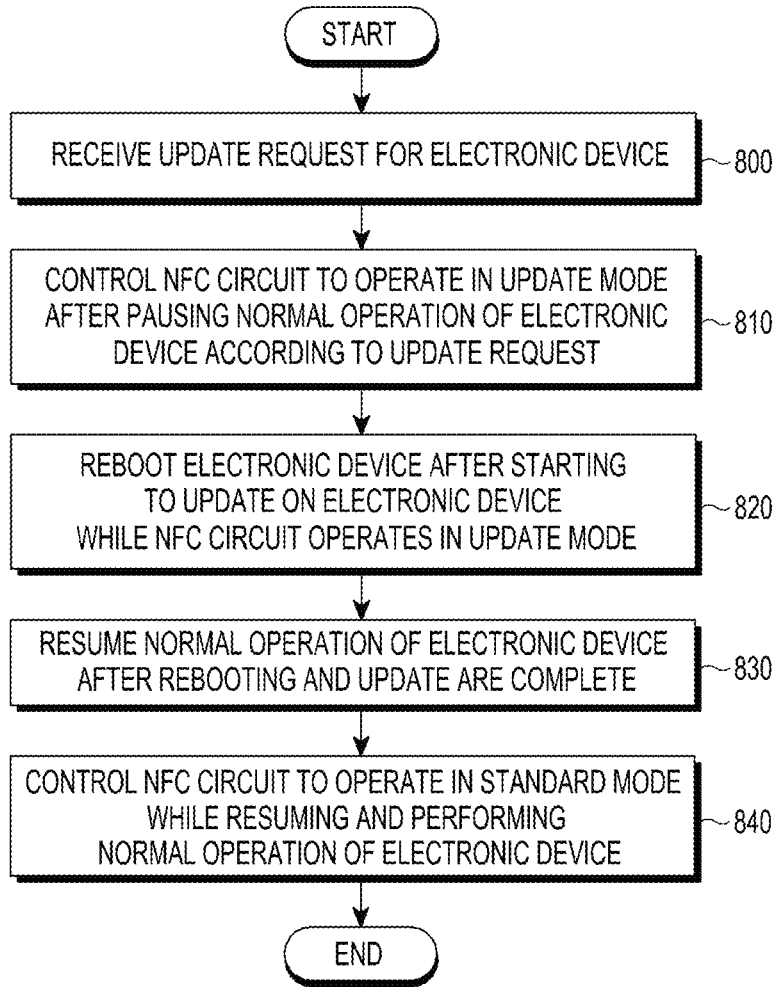 START
RECEIVE UPDATE REQUEST FOR ELECTRONIC DEVICE
800
CONTROL NFC CIRCUIT TO OPERATE IN UPDATE MODE
AFTER PAUSING NORMAL OPERATION OF ELECTRONIC
DEVICE ACCORDING TO UPDATE REQUEST
810
REBOOT ELECTRONIC DEVICE AFTER STARTING
TO UPDATE ON ELECTRONIC DEVICE
WHILE NFC CIRCUIT OPERATES IN UPDATE MODE
820
RESUME NORMAL OPERATION OF ELECTRONIC DEVICE
AFTER REBOOTING AND UPDATE ARE COMPLETE
830
CONTROL NFC CIRCUIT TO OPERATE IN STANDARD MODE
WHILE RESUMING AND PERFORMING
NORMAL OPERATION OF ELECTRONIC DEVICE
840
END